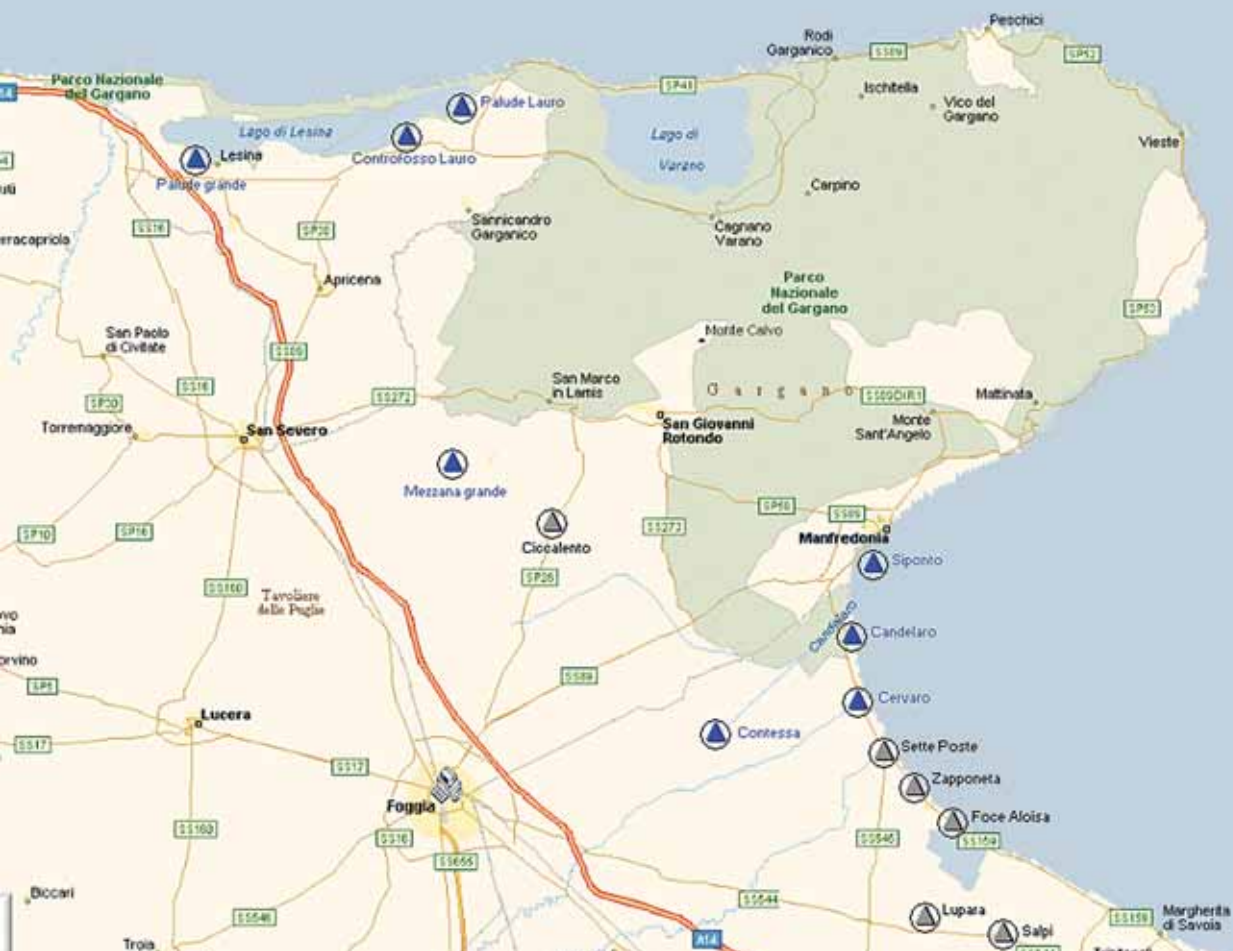 Peschici
Rodi
Garganico
SS89
SP52
Parco Nazionale
del Gargano
SP41
Ischitella
Vico del
Gargano
Palude Lauro
Lago di Lesina
Lago di
Varano
Controfosso Lauro
Vieste
Lesina
Palude grande
Carpino
SS16
SP38
Sannicandro
Garganico
Cagnano
Varano
Apricena
Parco
Nazionale
del Gargano
SP53
San Paolo
di Civitate
SS89
Monte Calvo
SS16
SS272
San Marco
in Lamis
Gargano
SS89DIR1
Mattinata
SP30
Torremaggiore
San Severo
San Giovanni
Rotondo
Monte
Sant'Angelo
Mezzana grande
SP10
SP16
Ciccalento
SS273
SP58
SS89
Manfredonia
Siponto
SS160
SP26
Tavoliere
delle Puglie
Candelaro
Candelaro
SP5
SS89
Lucera
Cervaro
SS17
Contessa
Sette Poste
SS17
Zapponeta
Foggia
Foce Aloisa
SS160
SS16
SS545
SS159
SS655
Biccari
SS544
SS546
Lupara
SS159
Margherita
di Savoia
Troia
A14
Salpi